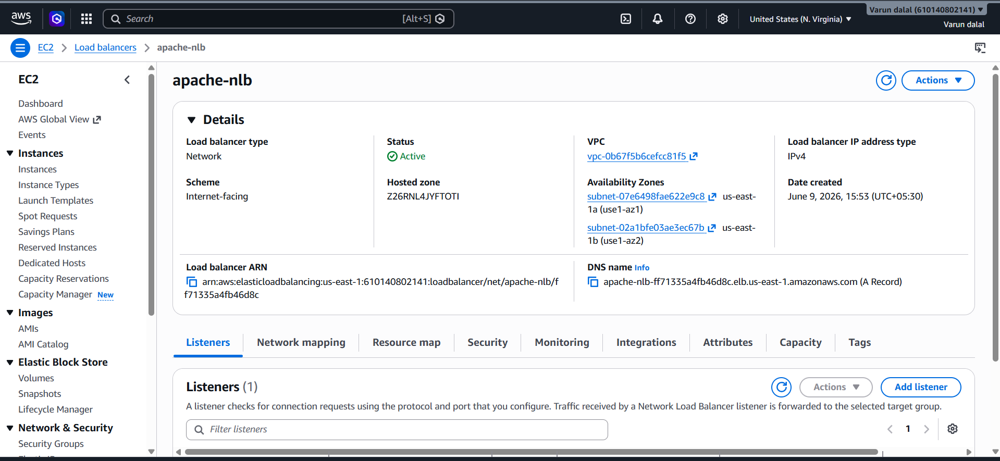 aws
Search [Alt+S]
United States (N. Virginia)
Varun dalal (610140802141)
Varun dalal
EC2 > Load balancers > apache-nlb
EC2
Dashboard
AWS Global View
Events
Instances
Instances
Instance Types
Launch Templates
Spot Requests
Savings Plans
Reserved Instances
Dedicated Hosts
Capacity Reservations
Capacity Manager New
Images
AMIs
AMI Catalog
Elastic Block Store
Volumes
Snapshots
Lifecycle Manager
Network & Security
Security Groups
apache-nlb
Actions
Details
Load balancer type
Network
Status
Active
VPC
vpc-0b67f5b6cefcc81f5
Load balancer IP address type
IPv4
Scheme
Internet-facing
Hosted zone
Z26RNL4JYFTOTI
Availability Zones
subnet-07e6498fae622e9c8 us-east-
1a (use1-az1)
subnet-02a1bfe03ae3ec67b us-east-
1b (use1-az2)
Date created
June 9, 2026, 15:53 (UTC+05:30)
Load balancer ARN
arn:aws:elasticloadbalancing:us-east-1:610140802141:loadbalancer/net/apache-nlb/f
f71335a4fb46d8c
DNS name Info
apache-nlb-ff71335a4fb46d8c.elb.us-east-1.amazonaws.com (A Record)
Listeners
Network mapping
Resource map
Security
Monitoring
Integrations
Attributes
Capacity
Tags
Listeners (1)
Actions
Add listener
A listener checks for connection requests using the protocol and port that you configure. Traffic received by a Network Load Balancer listener is forwarded to the selected target group.
Filter listeners
1